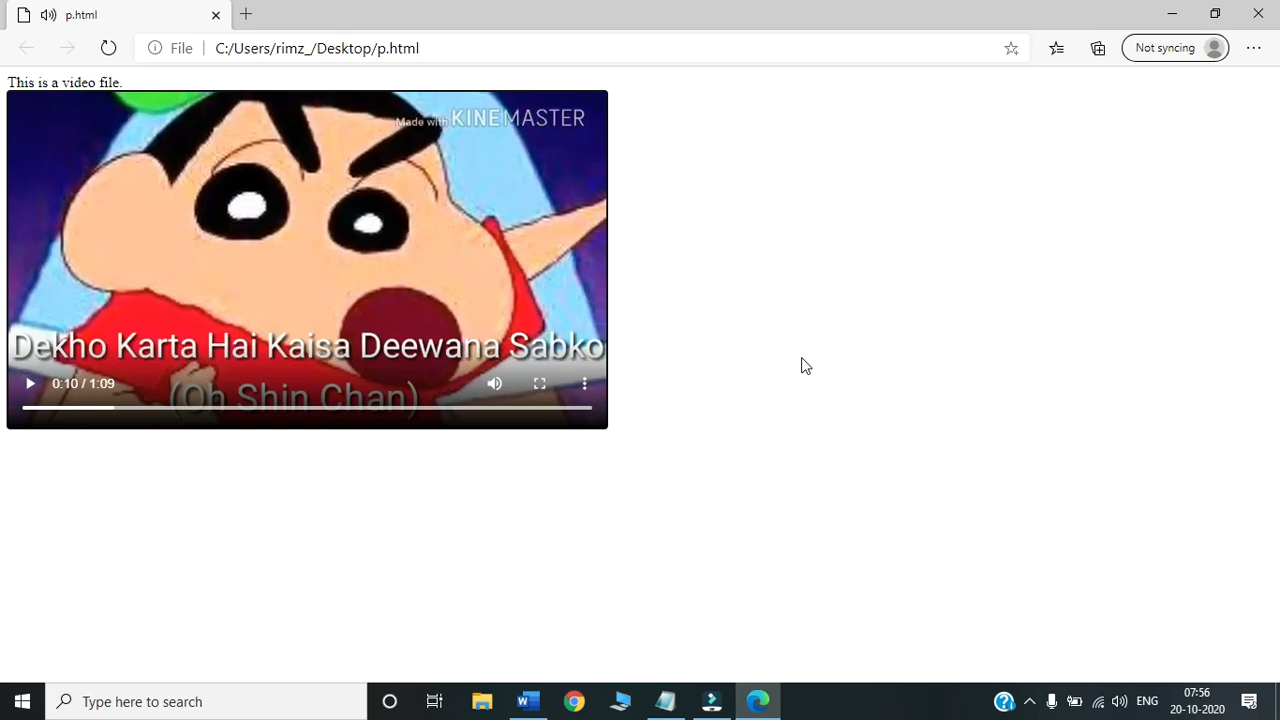 p.html
File C:/Users/rimz_/Desktop/p.html
Not syncing
This is a video file.
Made with KINEMASTER
Dekho Karta Hai Kaisa Deewana Sabko
0:10 / 1:09
(Oh Shin Chan)
Type here to search
ENG
07:56
20-10-2020